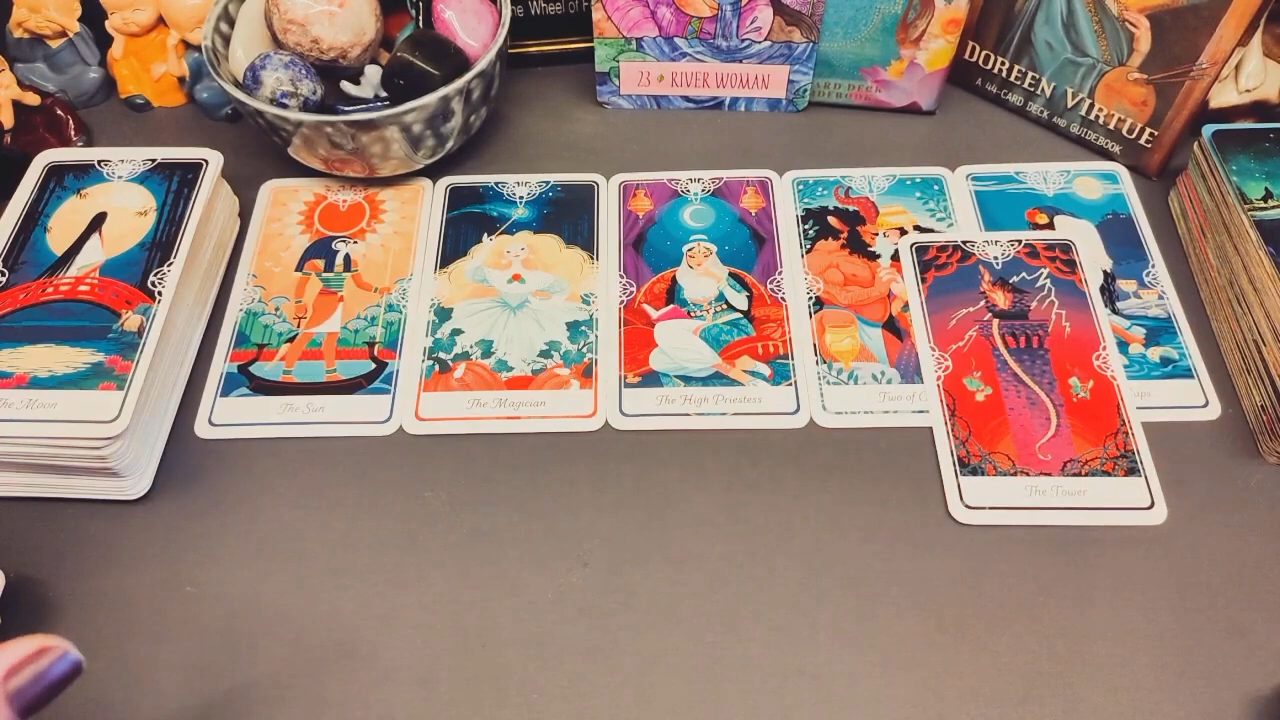 The Wheel of F
23 RIVER WOMAN
ARD DECK
DEBOOK
DOREEN VIRTUE
A 44-CARD DECK AND GUIDEBOOK
The Moon
The Sun
The Magician
The High Priestess
Two of C
ups
The Tower